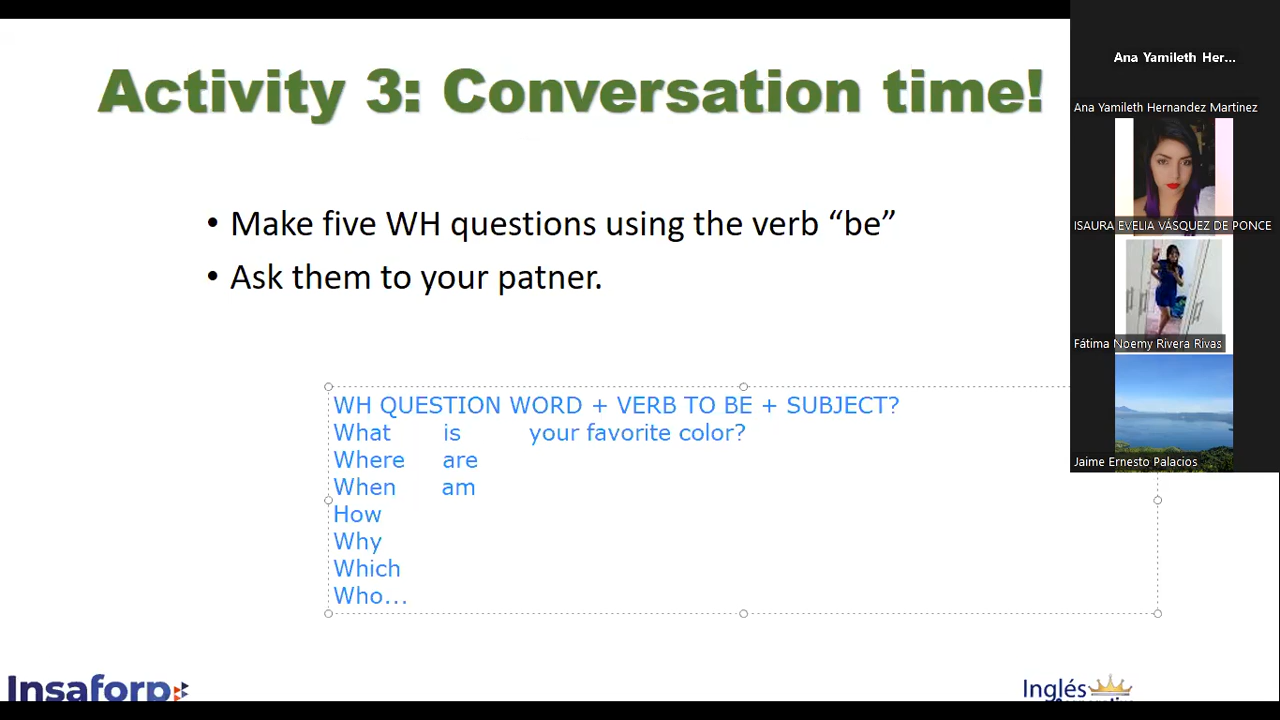 Activity 3: Conversation time!
• Make five WH questions using the verb “be”
• Ask them to your patner.
WH QUESTION WORD + VERB TO BE + SUBJECT?
What is your favorite color?
Where are
When am
How
Why
Which
Who...
Insaforp
Inglés
Ana Yamileth Her...
Ana Yamileth Hernandez Martinez
ISAURA EVELIA VÁSQUEZ DE PONCE
Fátima Noemy Rivera Rivas
Jaime Ernesto Palacios